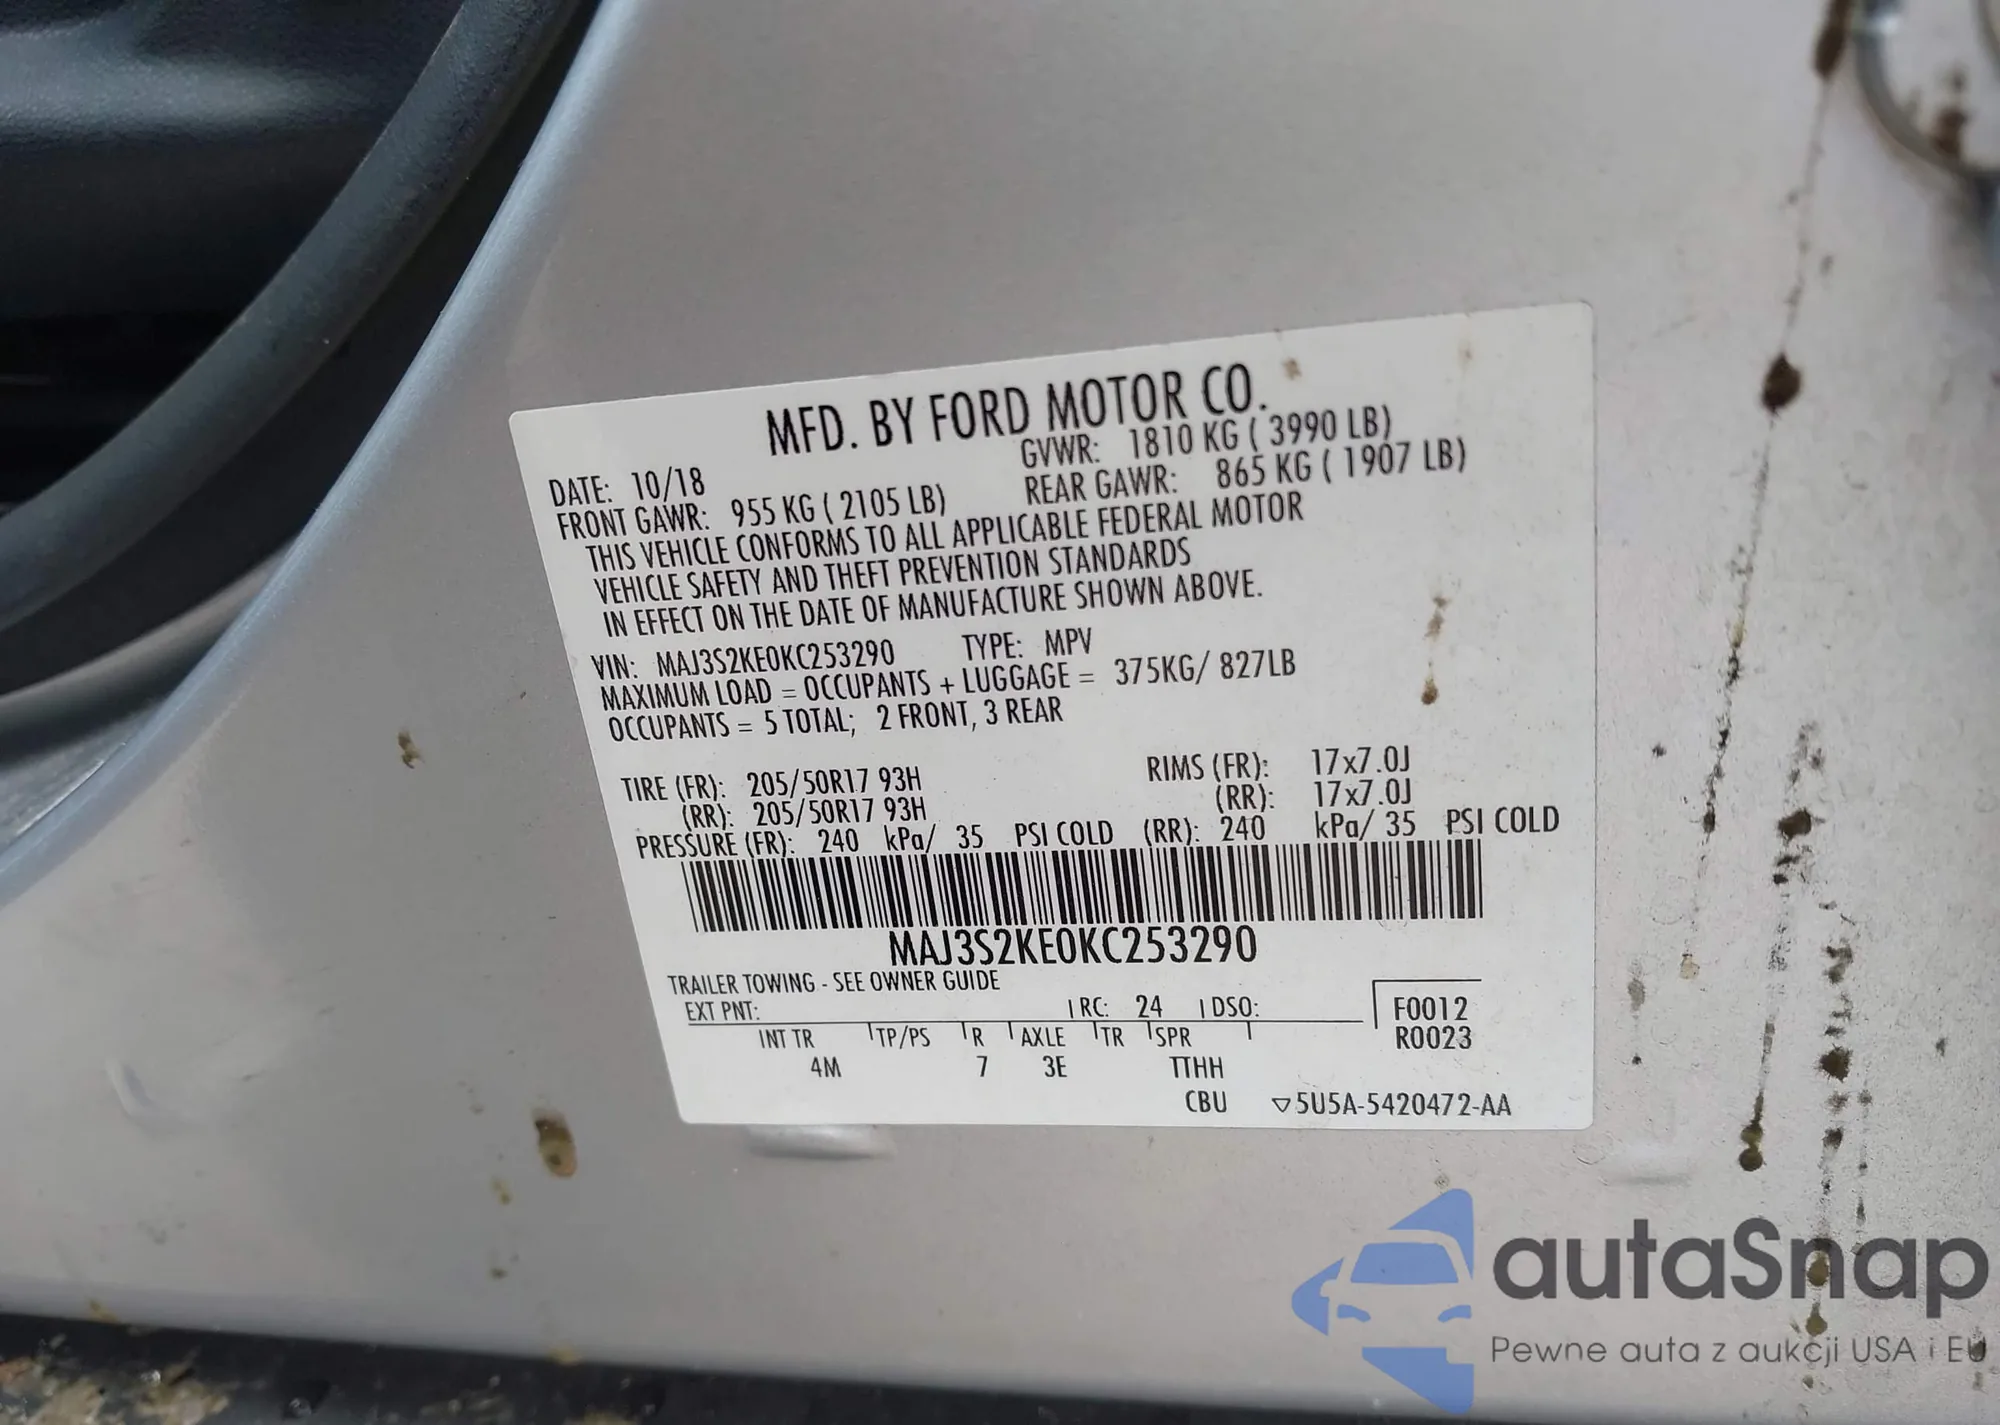 MFD. BY FORD MOTOR CO.
DATE: 10/18 GVWR: 1810 KG ( 3990 LB)
FRONT GAWR: 955 KG ( 2105 LB) REAR GAWR: 865 KG ( 1907 LB)
THIS VEHICLE CONFORMS TO ALL APPLICABLE FEDERAL MOTOR
VEHICLE SAFETY AND THEFT PREVENTION STANDARDS
IN EFFECT ON THE DATE OF MANUFACTURE SHOWN ABOVE.
VIN: MAJ3S2KE0KC253290 TYPE: MPV
MAXIMUM LOAD = OCCUPANTS + LUGGAGE = 375KG/ 827LB
OCCUPANTS = 5 TOTAL; 2 FRONT, 3 REAR
TIRE (FR): 205/50R17 93H RIMS (FR): 17x7.0J
(RR): 205/50R17 93H (RR): 17x7.0J
PRESSURE (FR): 240 kPa/ 35 PSI COLD (RR): 240 kPa/ 35 PSI COLD
MAJ3S2KE0KC253290
TRAILER TOWING - SEE OWNER GUIDE
EXT PNT: RC: 24 DSO: F0012
INT TR TP/PS R AXLE TR SPR R0023
4M 7 3E TTHH
CBU ▽5U5A-5420472-AA
autaSnap
Pewne auta z aukcji USA i EU